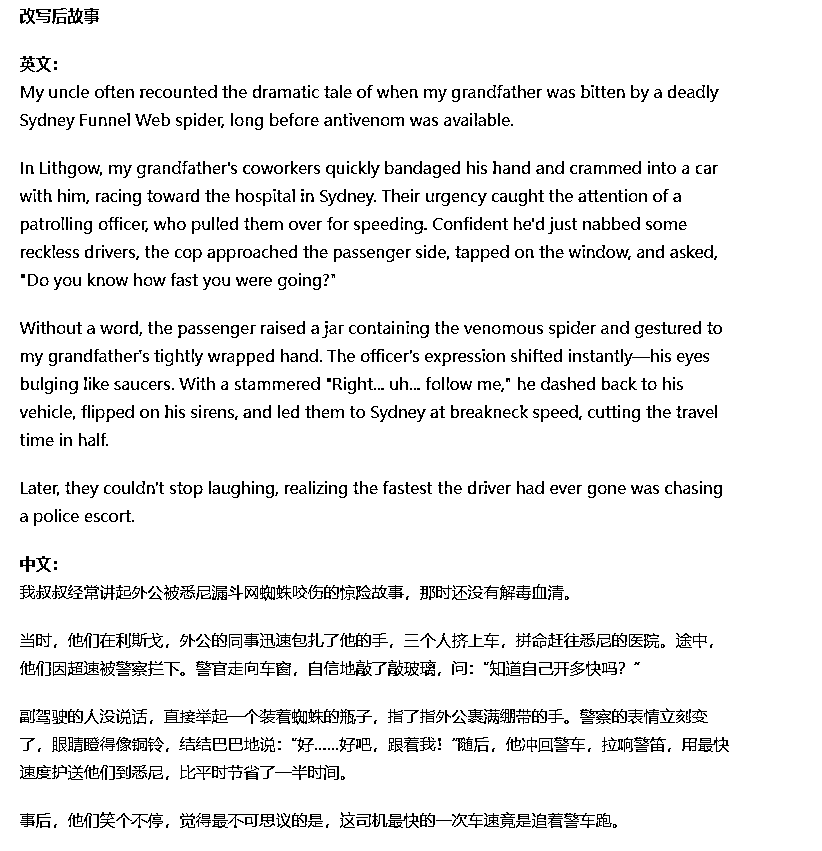 改写后故事
英文：
My uncle often recounted the dramatic tale of when my grandfather was bitten by a deadly
Sydney Funnel Web spider, long before antivenom was available.
In Lithgow, my grandfather's coworkers quickly bandaged his hand and crammed into a car
with him, racing toward the hospital in Sydney. Their urgency caught the attention of a
patrolling officer, who pulled them over for speeding. Confident he'd just nabbed some
reckless drivers, the cop approached the passenger side, tapped on the window, and asked,
"Do you know how fast you were going?"
Without a word, the passenger raised a jar containing the venomous spider and gestured to
my grandfather's tightly wrapped hand. The officer's expression shifted instantly—his eyes
bulging like saucers. With a stammered "Right... uh... follow me," he dashed back to his
vehicle, flipped on his sirens, and led them to Sydney at breakneck speed, cutting the travel
time in half.
Later, they couldn't stop laughing, realizing the fastest the driver had ever gone was chasing
a police escort.
中文：
我叔叔经常讲起外公被悉尼漏斗网蜘蛛咬伤的惊险故事，那时还没有解毒血清。
当时，他们在利斯戈，外公的同事迅速包扎了他的手，三个人挤上车，拼命赶往悉尼的医院。途中，
他们因超速被警察拦下。警官走向车窗，自信地敲了敲玻璃，问：“知道自己开多快吗？”
副驾驶的人没说话，直接举起一个装着蜘蛛的瓶子，指了指外公裹满绷带的手。警察的表情立刻变
了，眼睛瞪得像铜铃，结结巴巴地说：“好……好吧，跟着我！”随后，他冲回警车，拉响警笛，用最快
速度护送他们到悉尼，比平时节省了一半时间。
事后，他们笑个不停，觉得最不可思议的是，这司机最快的一次车速竟是追着警车跑。